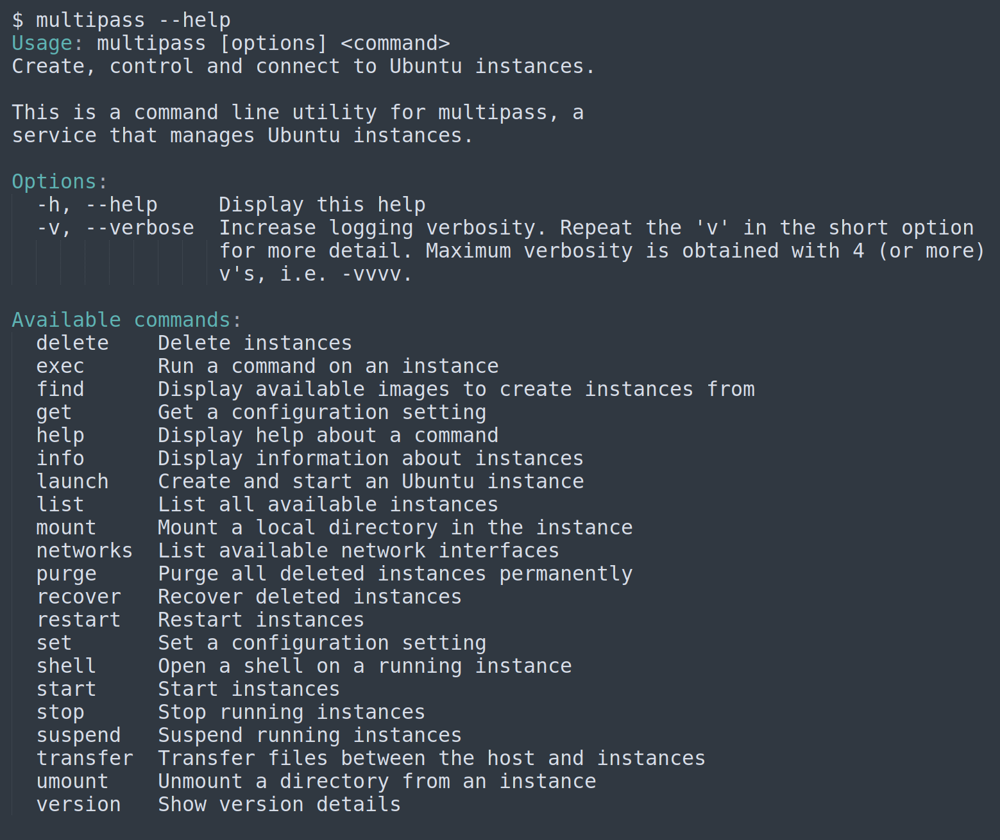 $ multipass --help
Usage: multipass [options] <command>
Create, control and connect to Ubuntu instances.

This is a command line utility for multipass, a
service that manages Ubuntu instances.

Options:
  -h, --help     Display this help
  -v, --verbose  Increase logging verbosity. Repeat the 'v' in the short option
                 for more detail. Maximum verbosity is obtained with 4 (or more)
                 v's, i.e. -vvvv.

Available commands:
  delete    Delete instances
  exec      Run a command on an instance
  find      Display available images to create instances from
  get       Get a configuration setting
  help      Display help about a command
  info      Display information about instances
  launch    Create and start an Ubuntu instance
  list      List all available instances
  mount     Mount a local directory in the instance
  networks  List available network interfaces
  purge     Purge all deleted instances permanently
  recover   Recover deleted instances
  restart   Restart instances
  set       Set a configuration setting
  shell     Open a shell on a running instance
  start     Start instances
  stop      Stop running instances
  suspend   Suspend running instances
  transfer  Transfer files between the host and instances
  umount    Unmount a directory from an instance
  version   Show version details